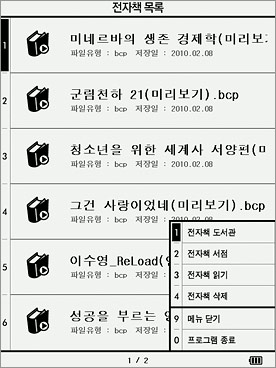 전자책 목록
1
미네르바의 생존 경제학(미리보기
파일유형 : bcp 저장일 : 2010.02.08
2
군림천하 21(미리보기).bcp
파일유형 : bcp 저장일 : 2010.02.08
3
청소년을 위한 세계사 서양편(미
파일유형 : bcp 저장일 : 2010.02.08
4
그건 사랑이었네(미리보기).bcp
파일유형 : bcp 저장일 : 2010.02.08
5
이수영_ReLoad(
파일유형 : bcp
6
성공을 부르는
파일유형 : bcp
1 전자책 도서관
2 전자책 서점
3 전자책 읽기
4 전자책 삭제
9 메뉴 닫기
0 프로그램 종료
1 / 2